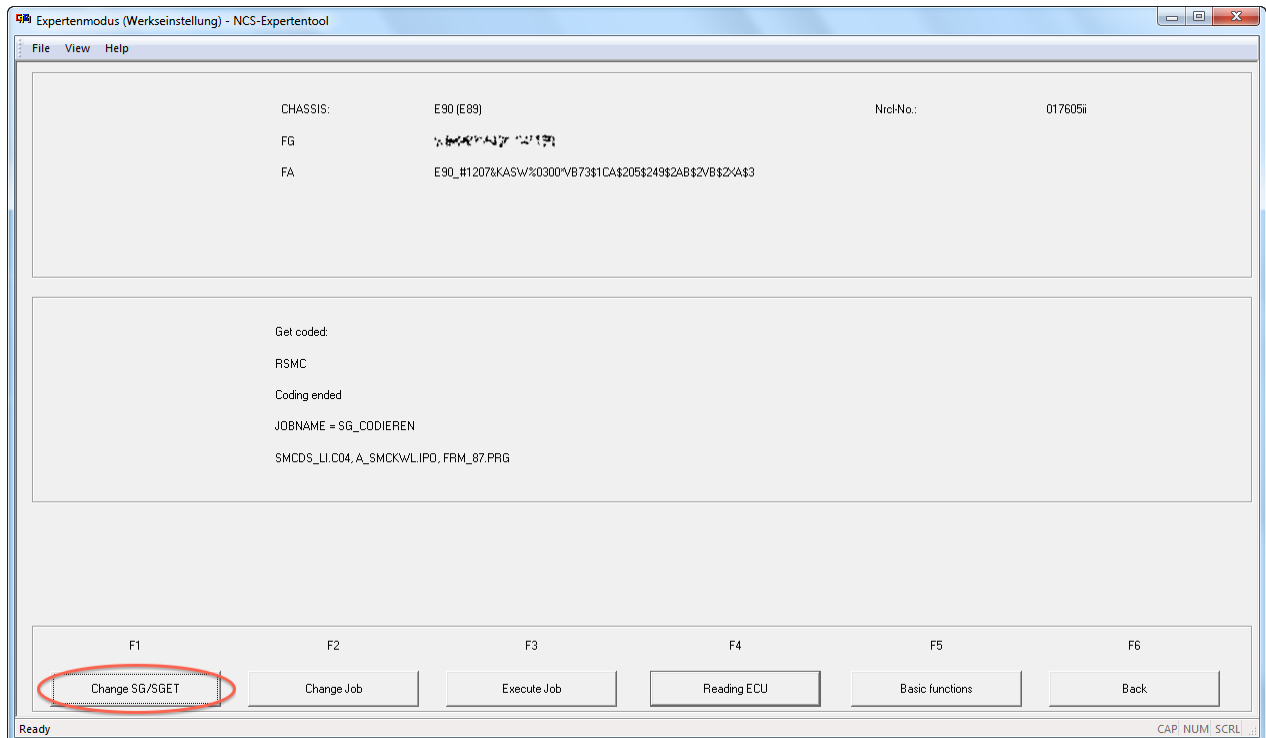 Expertenmodus (Werkseinstellung) - NCS-Expertentool
File View Help
CHASSIS: E90 (E89) Nrcl-No.: 017605ii
FG
FA E90_#1207&KASW%0300*VB73$1CA$205$249$2AB$2VB$2XA$3
Get coded:
RSMC
Coding ended
JOBNAME = SG_CODIEREN
SMCDS_LI.C04, A_SMCKWL.IPO, FRM_87.PRG
F1 F2 F3 F4 F5 F6
Change SG/SGET Change Job Execute Job Reading ECU Basic functions Back
Ready CAP NUM SCRL